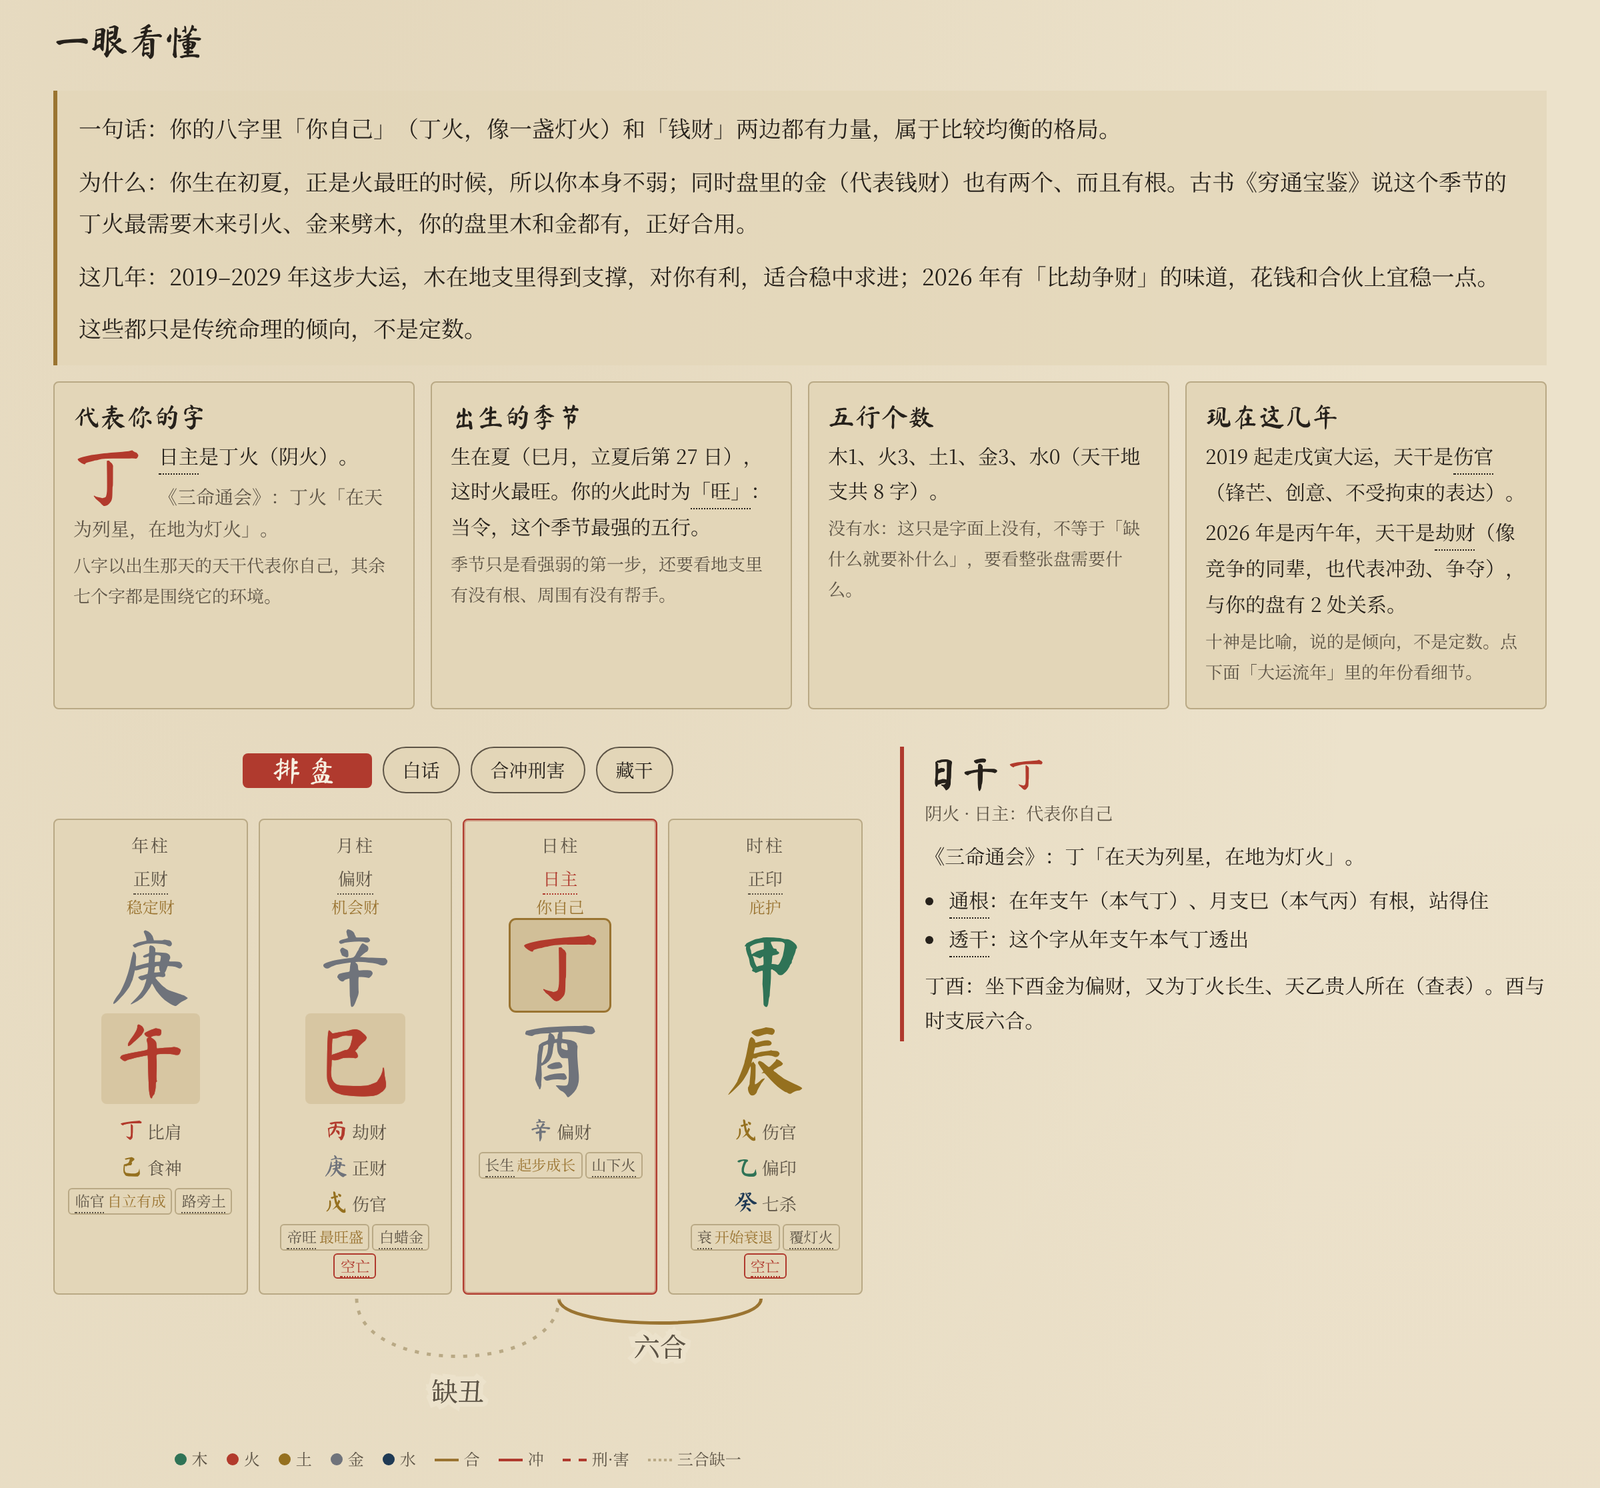 一眼看懂
一句话：你的八字里「你自己」（丁火，像一盏灯火）和「钱财」两边都有力量，属于比较均衡的格局。
为什么：你生在初夏，正是火最旺的时候，所以你本身不弱；同时盘里的金（代表钱财）也有两个、而且有根。古书《穷通宝鉴》说这个季节的
丁火最需要木来引火、金来劈木，你的盘里木和金都有，正好合用。
这几年：2019–2029 年这步大运，木在地支里得到支撑，对你有利，适合稳中求进；2026 年有「比劫争财」的味道，花钱和合伙上宜稳一点。
这些都只是传统命理的倾向，不是定数。
代表你的字
丁
日主是丁火（阴火）。
《三命通会》：丁火「在天
为列星，在地为灯火」。
八字以出生那天的天干代表你自己，其余
七个字都是围绕它的环境。
出生的季节
生在夏（巳月，立夏后第 27 日），
这时火最旺。你的火此时为「旺」：
当令，这个季节最强的五行。
季节只是看强弱的第一步，还要看地支里
有没有根、周围有没有帮手。
五行个数
木1、火3、土1、金3、水0（天干地
支共 8 字）。
没有水：这只是字面上没有，不等于「缺
什么就要补什么」，要看整张盘需要什
么。
现在这几年
2019 起走戊寅大运，天干是伤官
（锋芒、创意、不受拘束的表达）。
2026 年是丙午年，天干是劫财（像
竞争的同辈，也代表冲劲、争夺），
与你的盘有 2 处关系。
十神是比喻，说的是倾向，不是定数。点
下面「大运流年」里的年份看细节。
排盘
白话
合冲刑害
藏干
年柱
正财
稳定财
庚
午
丁 比肩
己 食神
临官 自立有成
路旁土
月柱
偏财
机会财
辛
巳
丙 劫财
庚 正财
戊 伤官
帝旺 最旺盛
白蜡金
空亡
日柱
日主
你自己
丁
酉
辛 偏财
长生 起步成长
山下火
时柱
正印
庇护
甲
辰
戊 伤官
乙 偏印
癸 七杀
衰 开始衰退
覆灯火
空亡
六合
缺丑
木 火 土 金 水 合 冲 刑·害 三合缺一
日干 丁
阴火 · 日主：代表你自己
《三命通会》：丁「在天为列星，在地为灯火」。
通根：在年支午（本气丁）、月支巳（本气丙）有根，站得住
透干：这个字从年支午本气丁透出
丁酉：坐下酉金为偏财，又为丁火长生、天乙贵人所在（查表）。酉与
时支辰六合。